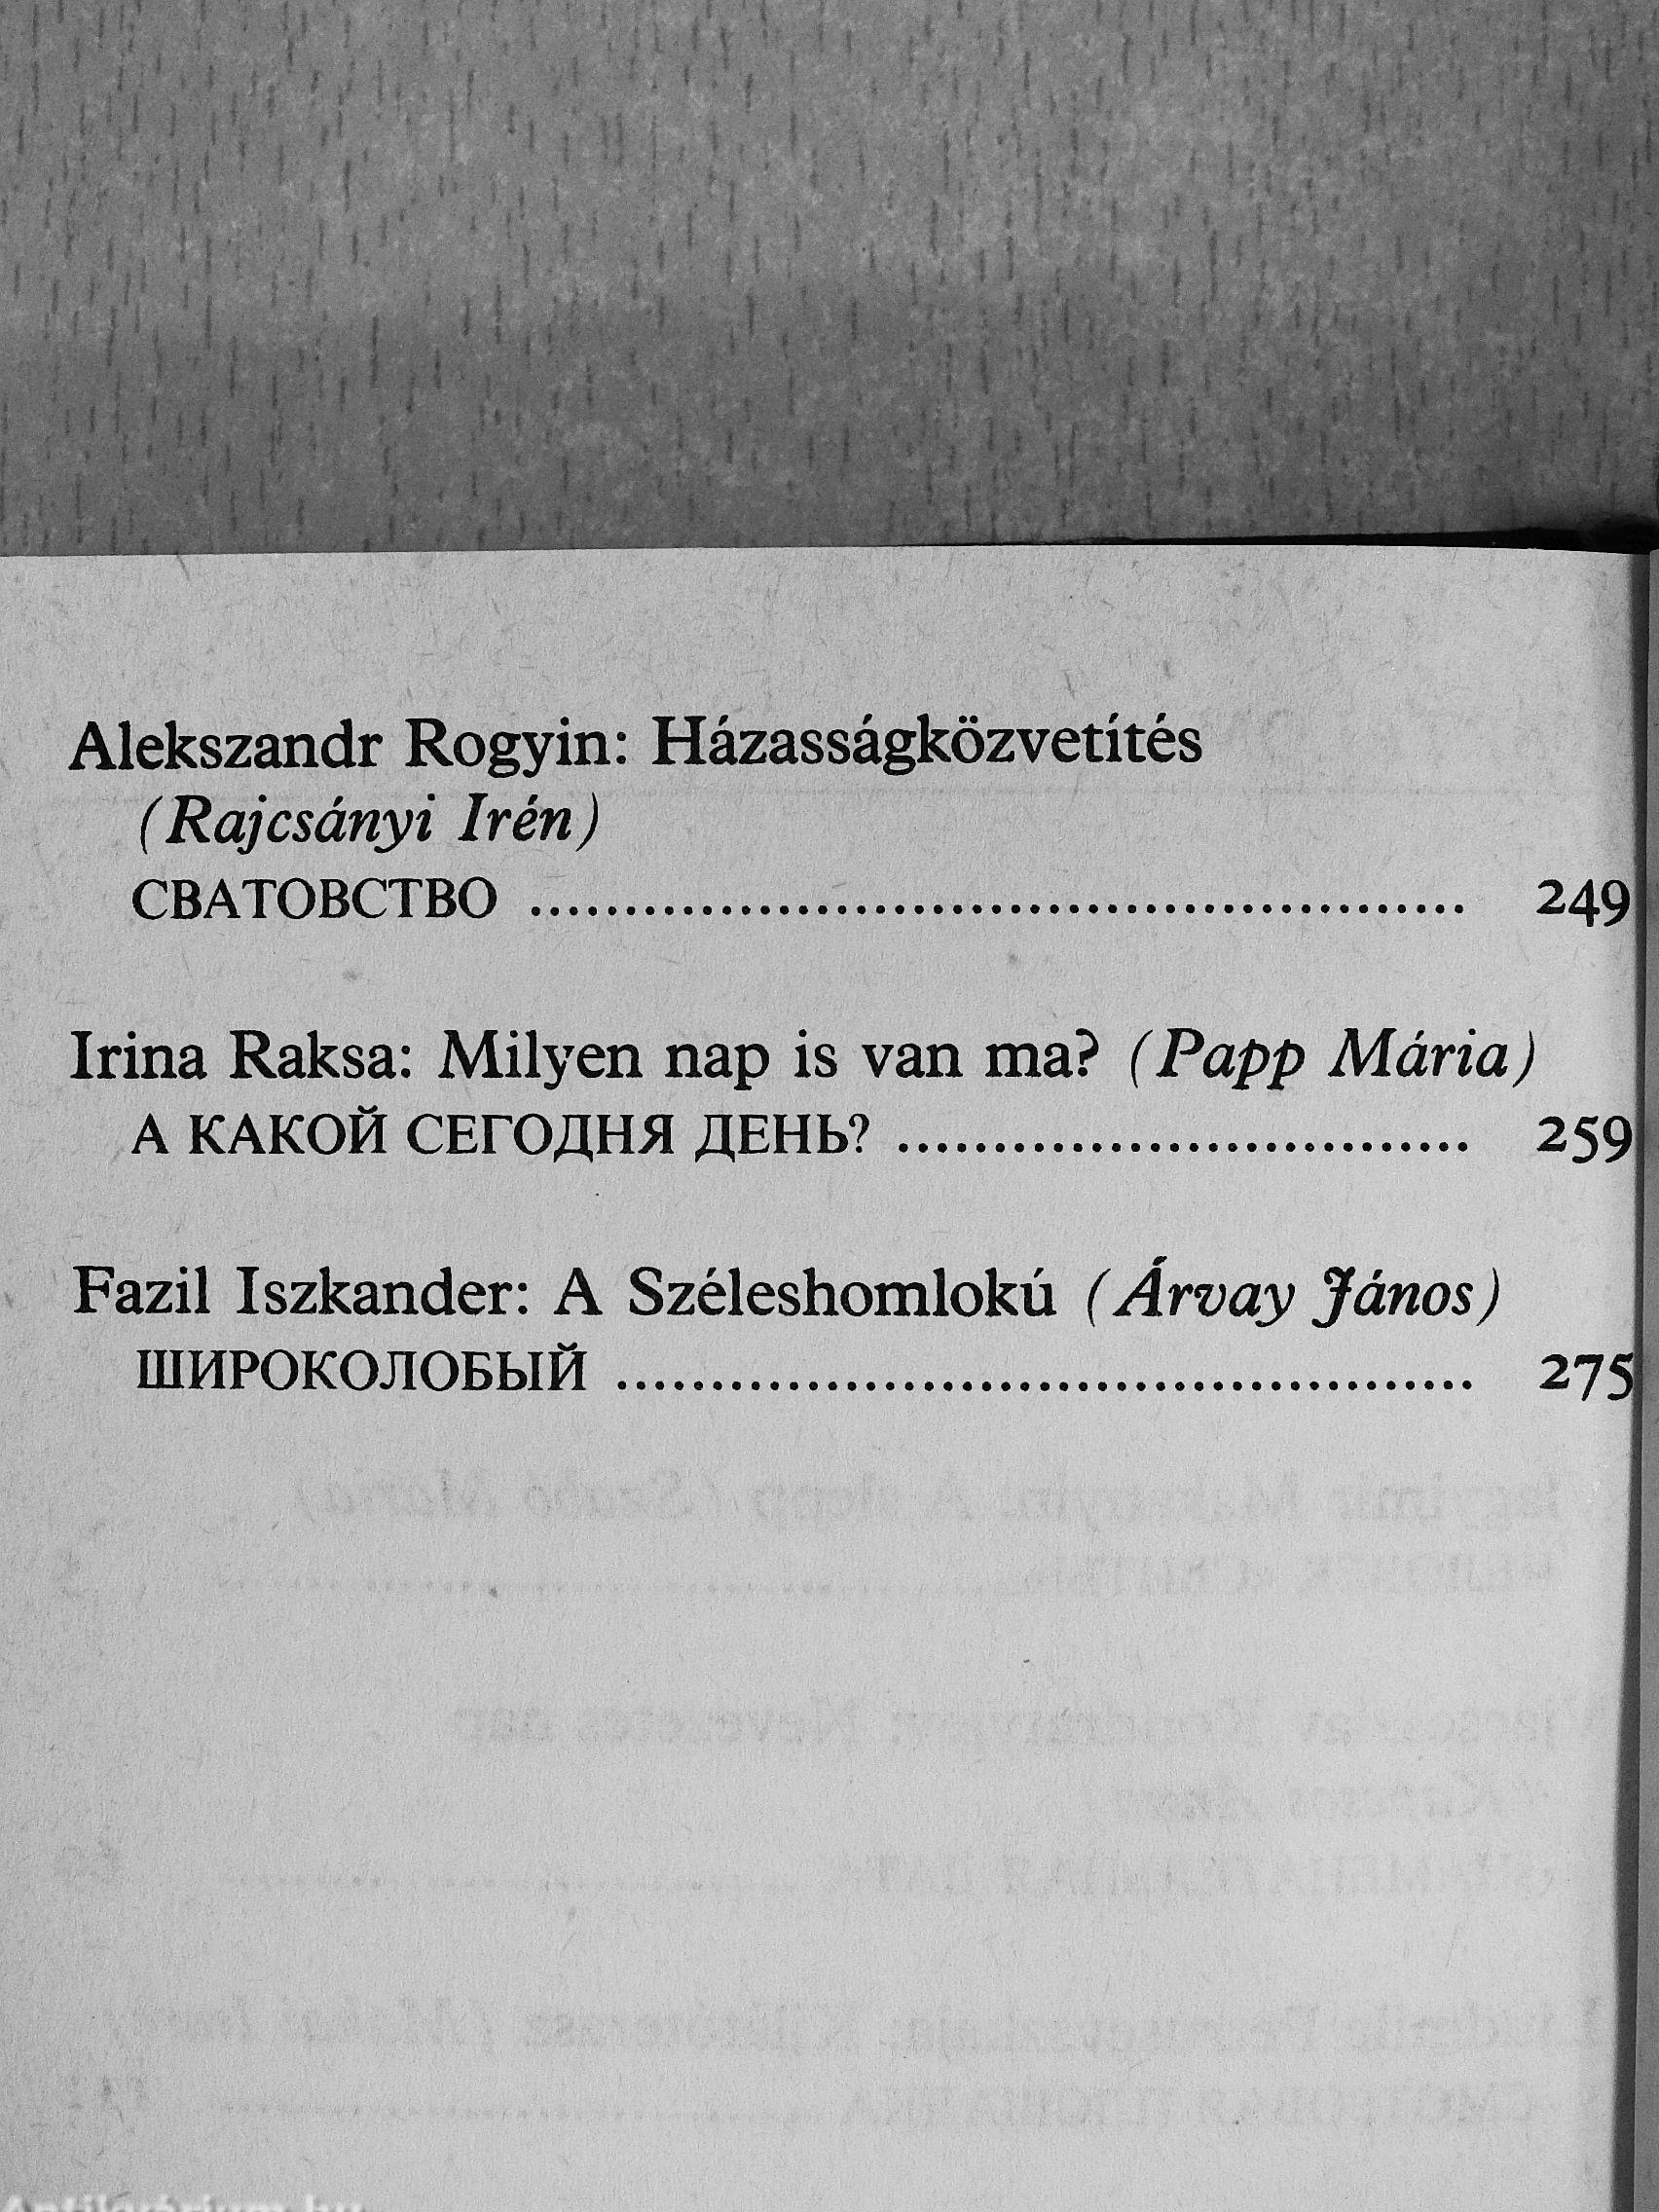 Alekszandr Rogyin: Házasságközvetítés
(Rajcsányi Irén)
СВАТОВСТВО ........................................................ 249
Irina Raksa: Milyen nap is van ma? (Papp Mária)
А КАКОЙ СЕГОДНЯ ДЕНЬ? .................................. 259
Fazil Iszkander: A Széleshomlokú (Árvay János)
ШИРОКОЛОБЫЙ ................................................... 275